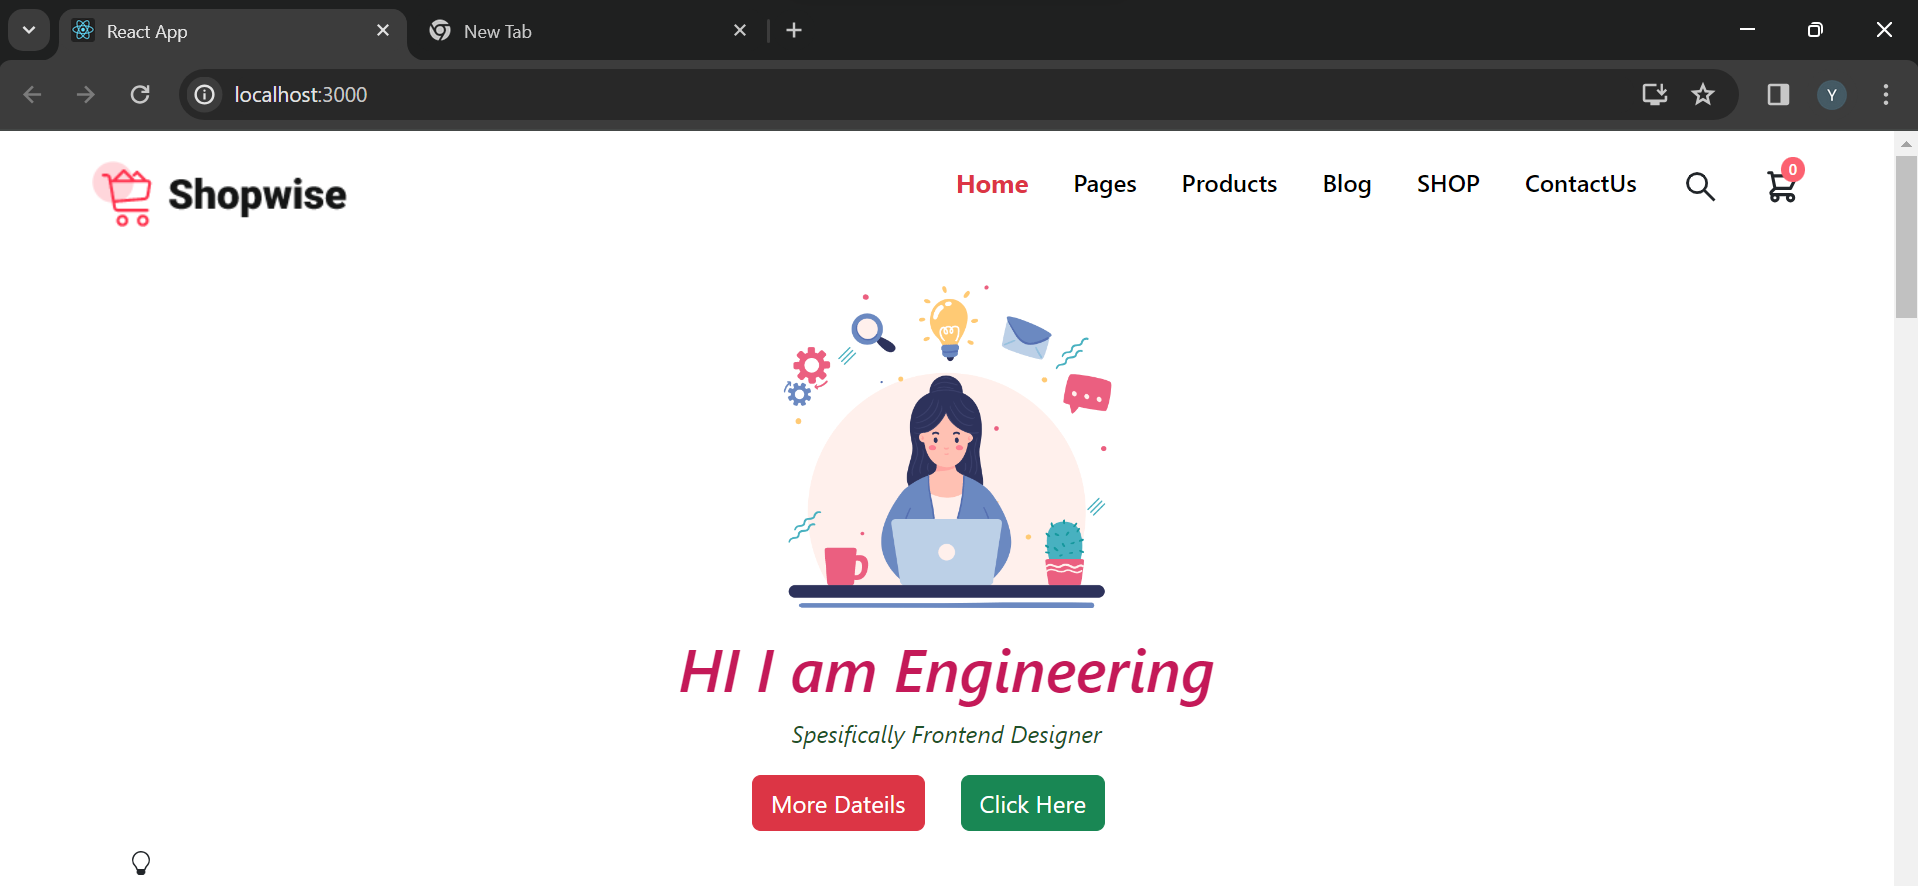 React App
New Tab
localhost:3000
Y
Shopwise
Home Pages Products Blog SHOP ContactUs 0
HI I am Engineering
Spesifically Frontend Designer
More Dateils Click Here